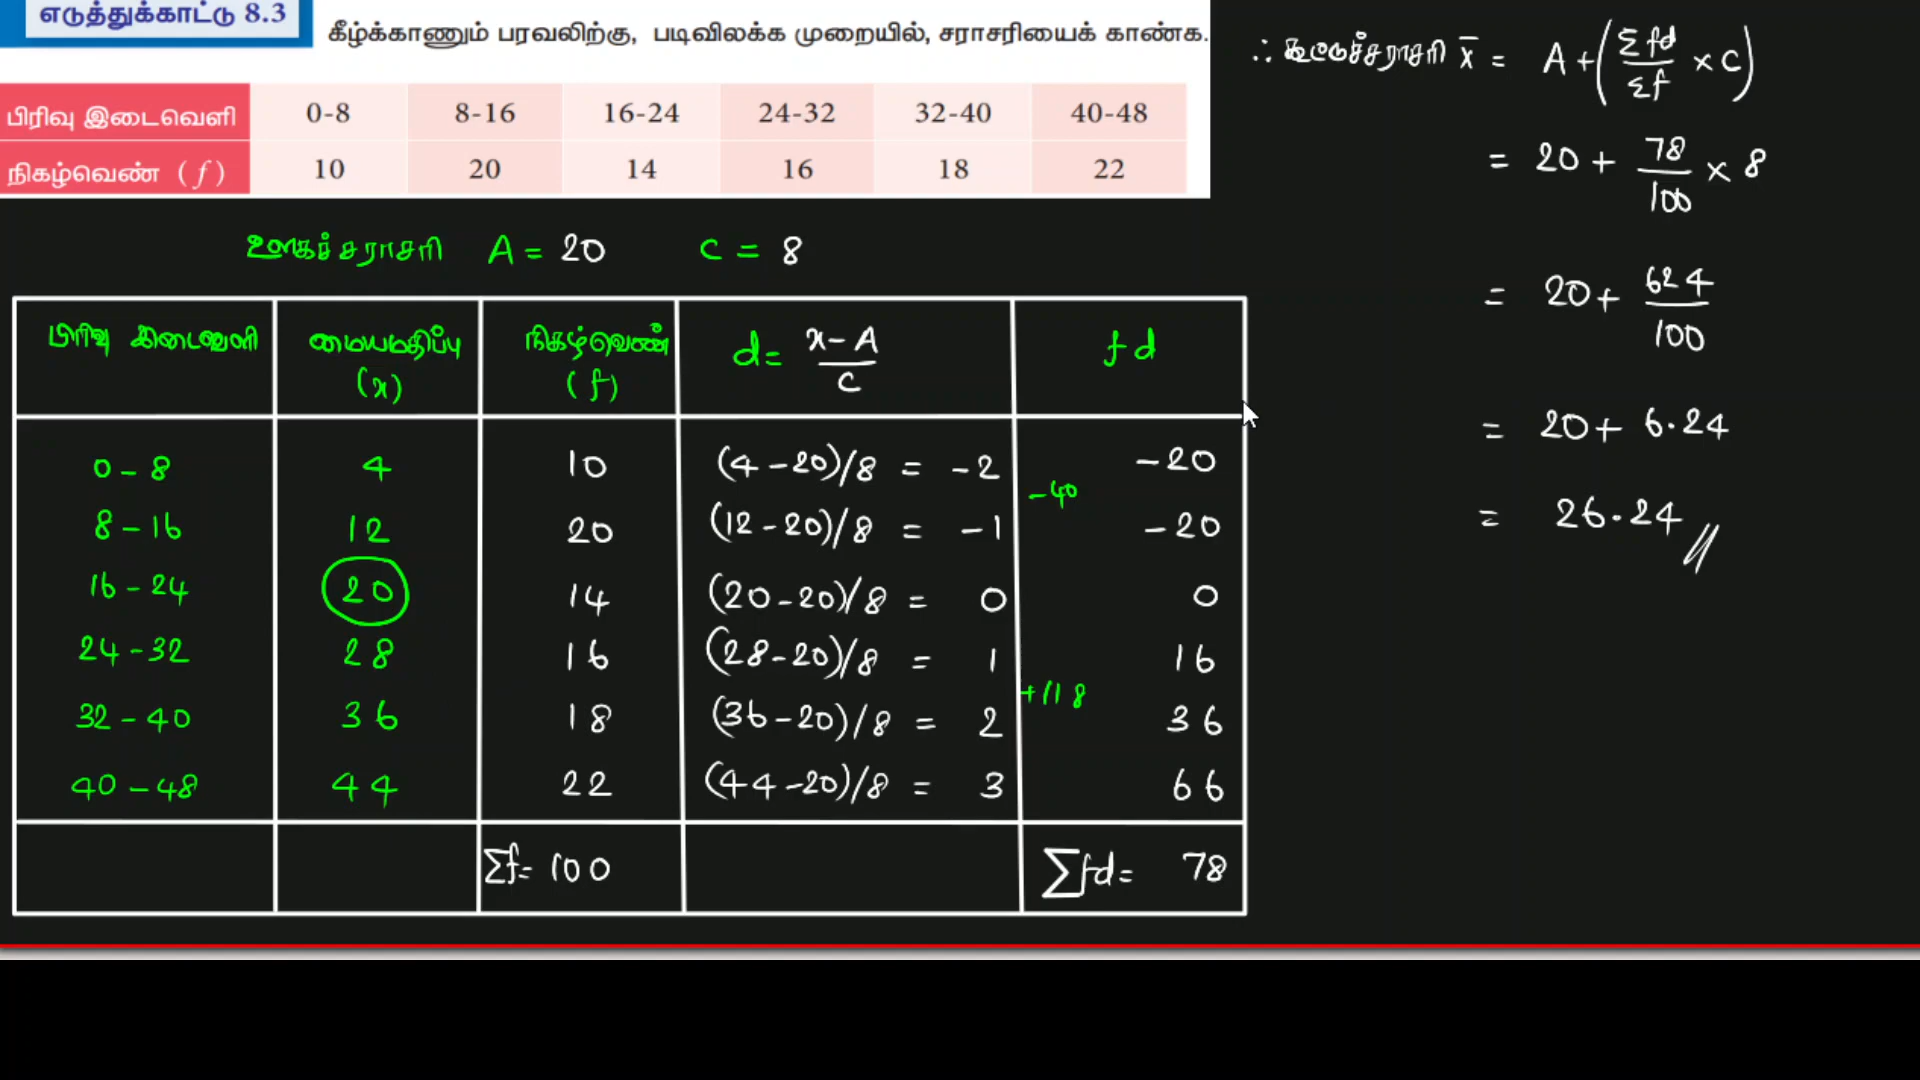 எடுத்துக்காட்டு 8.3
கீழ்க்காணும் பரவலிற்கு, படிவிலக்க முறையில், சராசரியைக் காண்க.
பிரிவு இடைவெளி 0-8 8-16 16-24 24-32 32-40 40-48
நிகழ்வெண் (f) 10 20 14 16 18 22
ஊகச்சராசரி A = 20 C = 8
பிரிவு இடைவெளி மையமதிப்பு (x) நிகழ்வெண் (f) d = (x - A)/C fd
0 - 8 4 10 (4 - 20)/8 = -2 -20
-40
8 - 16 12 20 (12 - 20)/8 = -1 -20
16 - 24 20 14 (20 - 20)/8 = 0 0
24 - 32 28 16 (28 - 20)/8 = 1 16
+118
32 - 40 36 18 (36 - 20)/8 = 2 36
40 - 48 44 22 (44 - 20)/8 = 3 66
Σf = 100 Σfd = 78
∴ கூட்டுச்சராசரி x̄ = A + (Σfd/Σf × C)
= 20 + 78/100 × 8
= 20 + 624/100
= 20 + 6.24
= 26.24 //